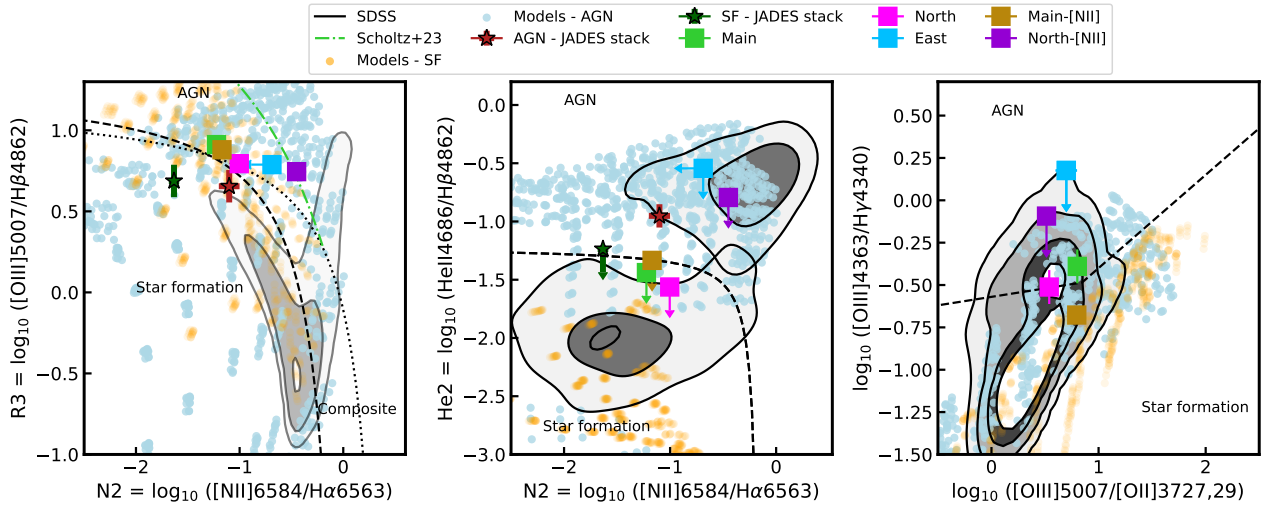 SDSS
Scholtz+23
Models - SF
Models - AGN
AGN - JADES stack
SF - JADES stack
Main
North
East
Main-[NII]
North-[NII]
AGN
Star formation
Composite
1.0
0.5
0.0
−0.5
−1.0
−2
−1
0
R3 = log₁₀ ([OIII]5007/Hβ4862)
N2 = log₁₀ ([NII]6584/Hα6563)
AGN
Star formation
0.0
−0.5
−1.0
−1.5
−2.0
−2.5
−3.0
−2
−1
0
He2 = log₁₀ (HeII4686/Hβ4862)
N2 = log₁₀ ([NII]6584/Hα6563)
AGN
Star formation
0.50
0.25
0.00
−0.25
−0.50
−0.75
−1.00
−1.25
−1.50
0
1
2
log₁₀ ([OIII]4363/Hγ4340)
log₁₀ ([OIII]5007/[OII]3727,29)